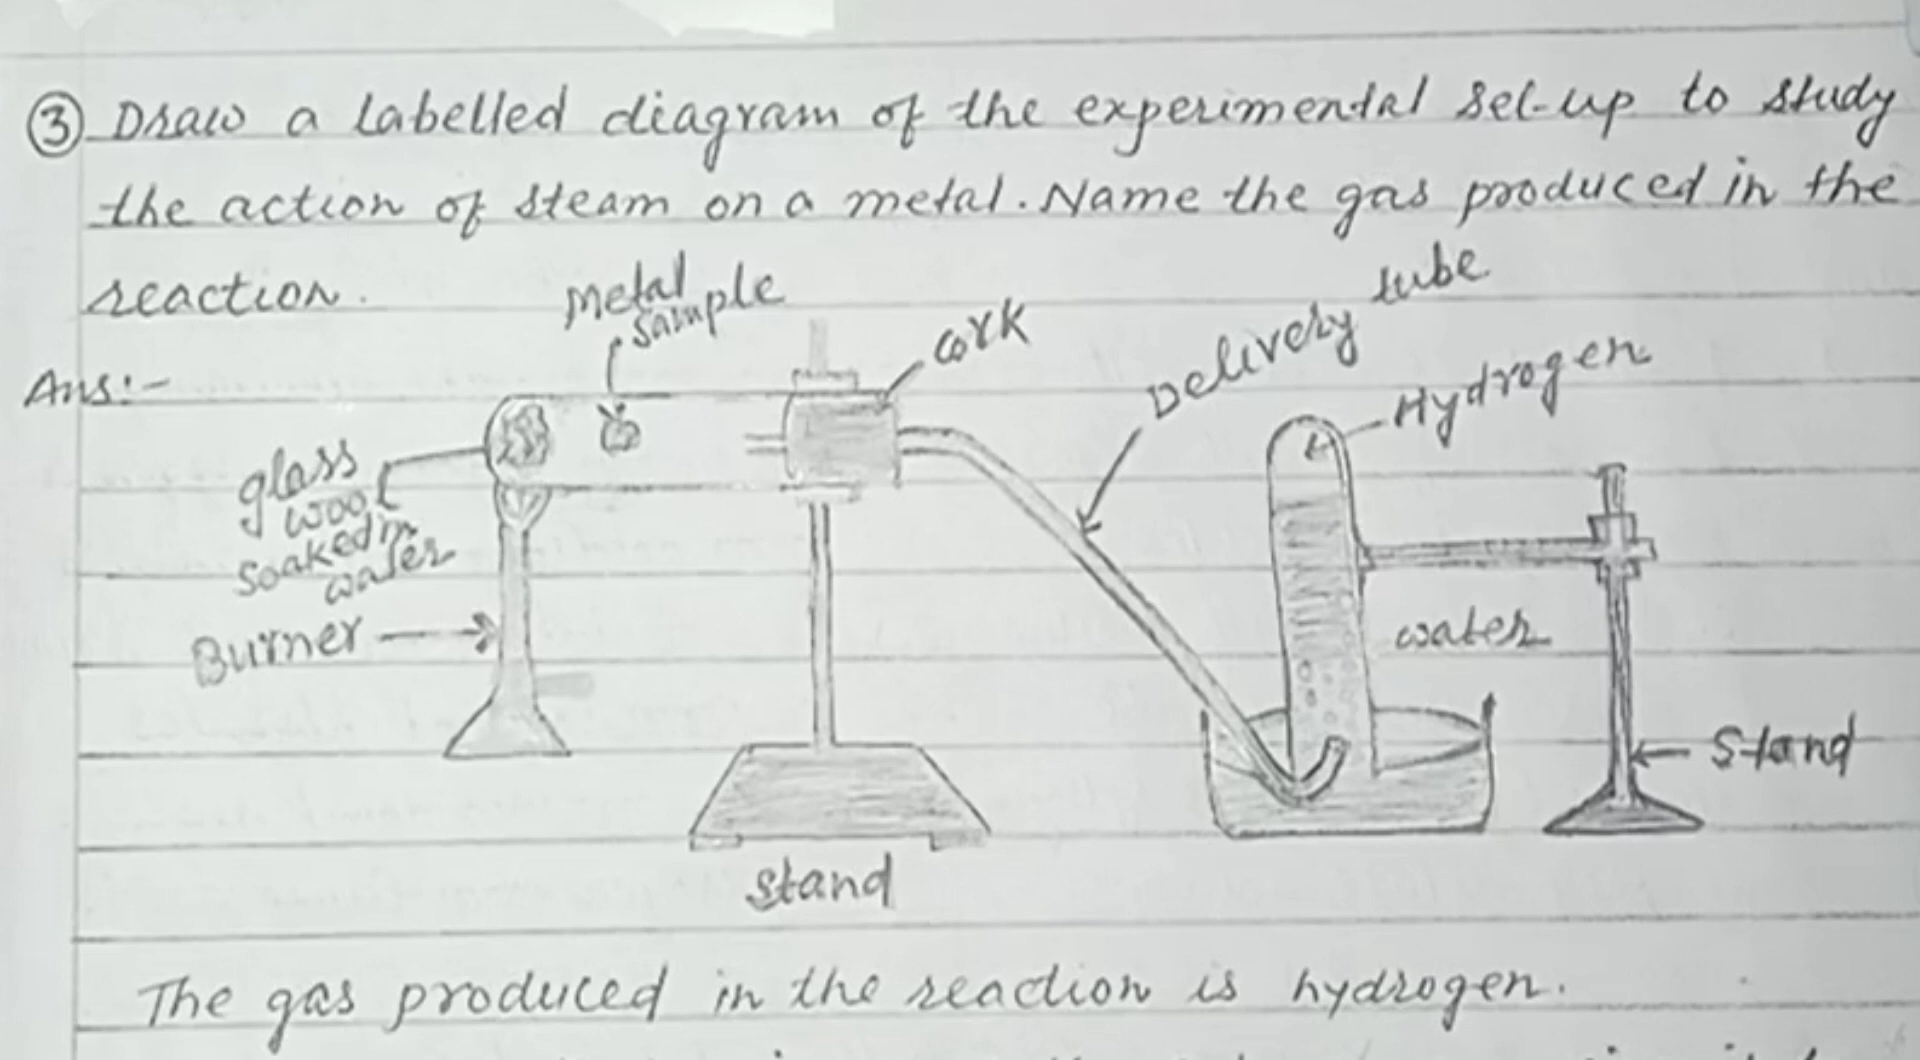 ③ Draw a labelled diagram of the experimental set-up to study
the action of steam on a metal. Name the gas produced in the
reaction.
Ans:-
Metal
sample
cork
Delivery tube
Hydrogen
glass
wool
soaked in
water
Burner
water
stand
stand
The gas produced in the reaction is hydrogen.